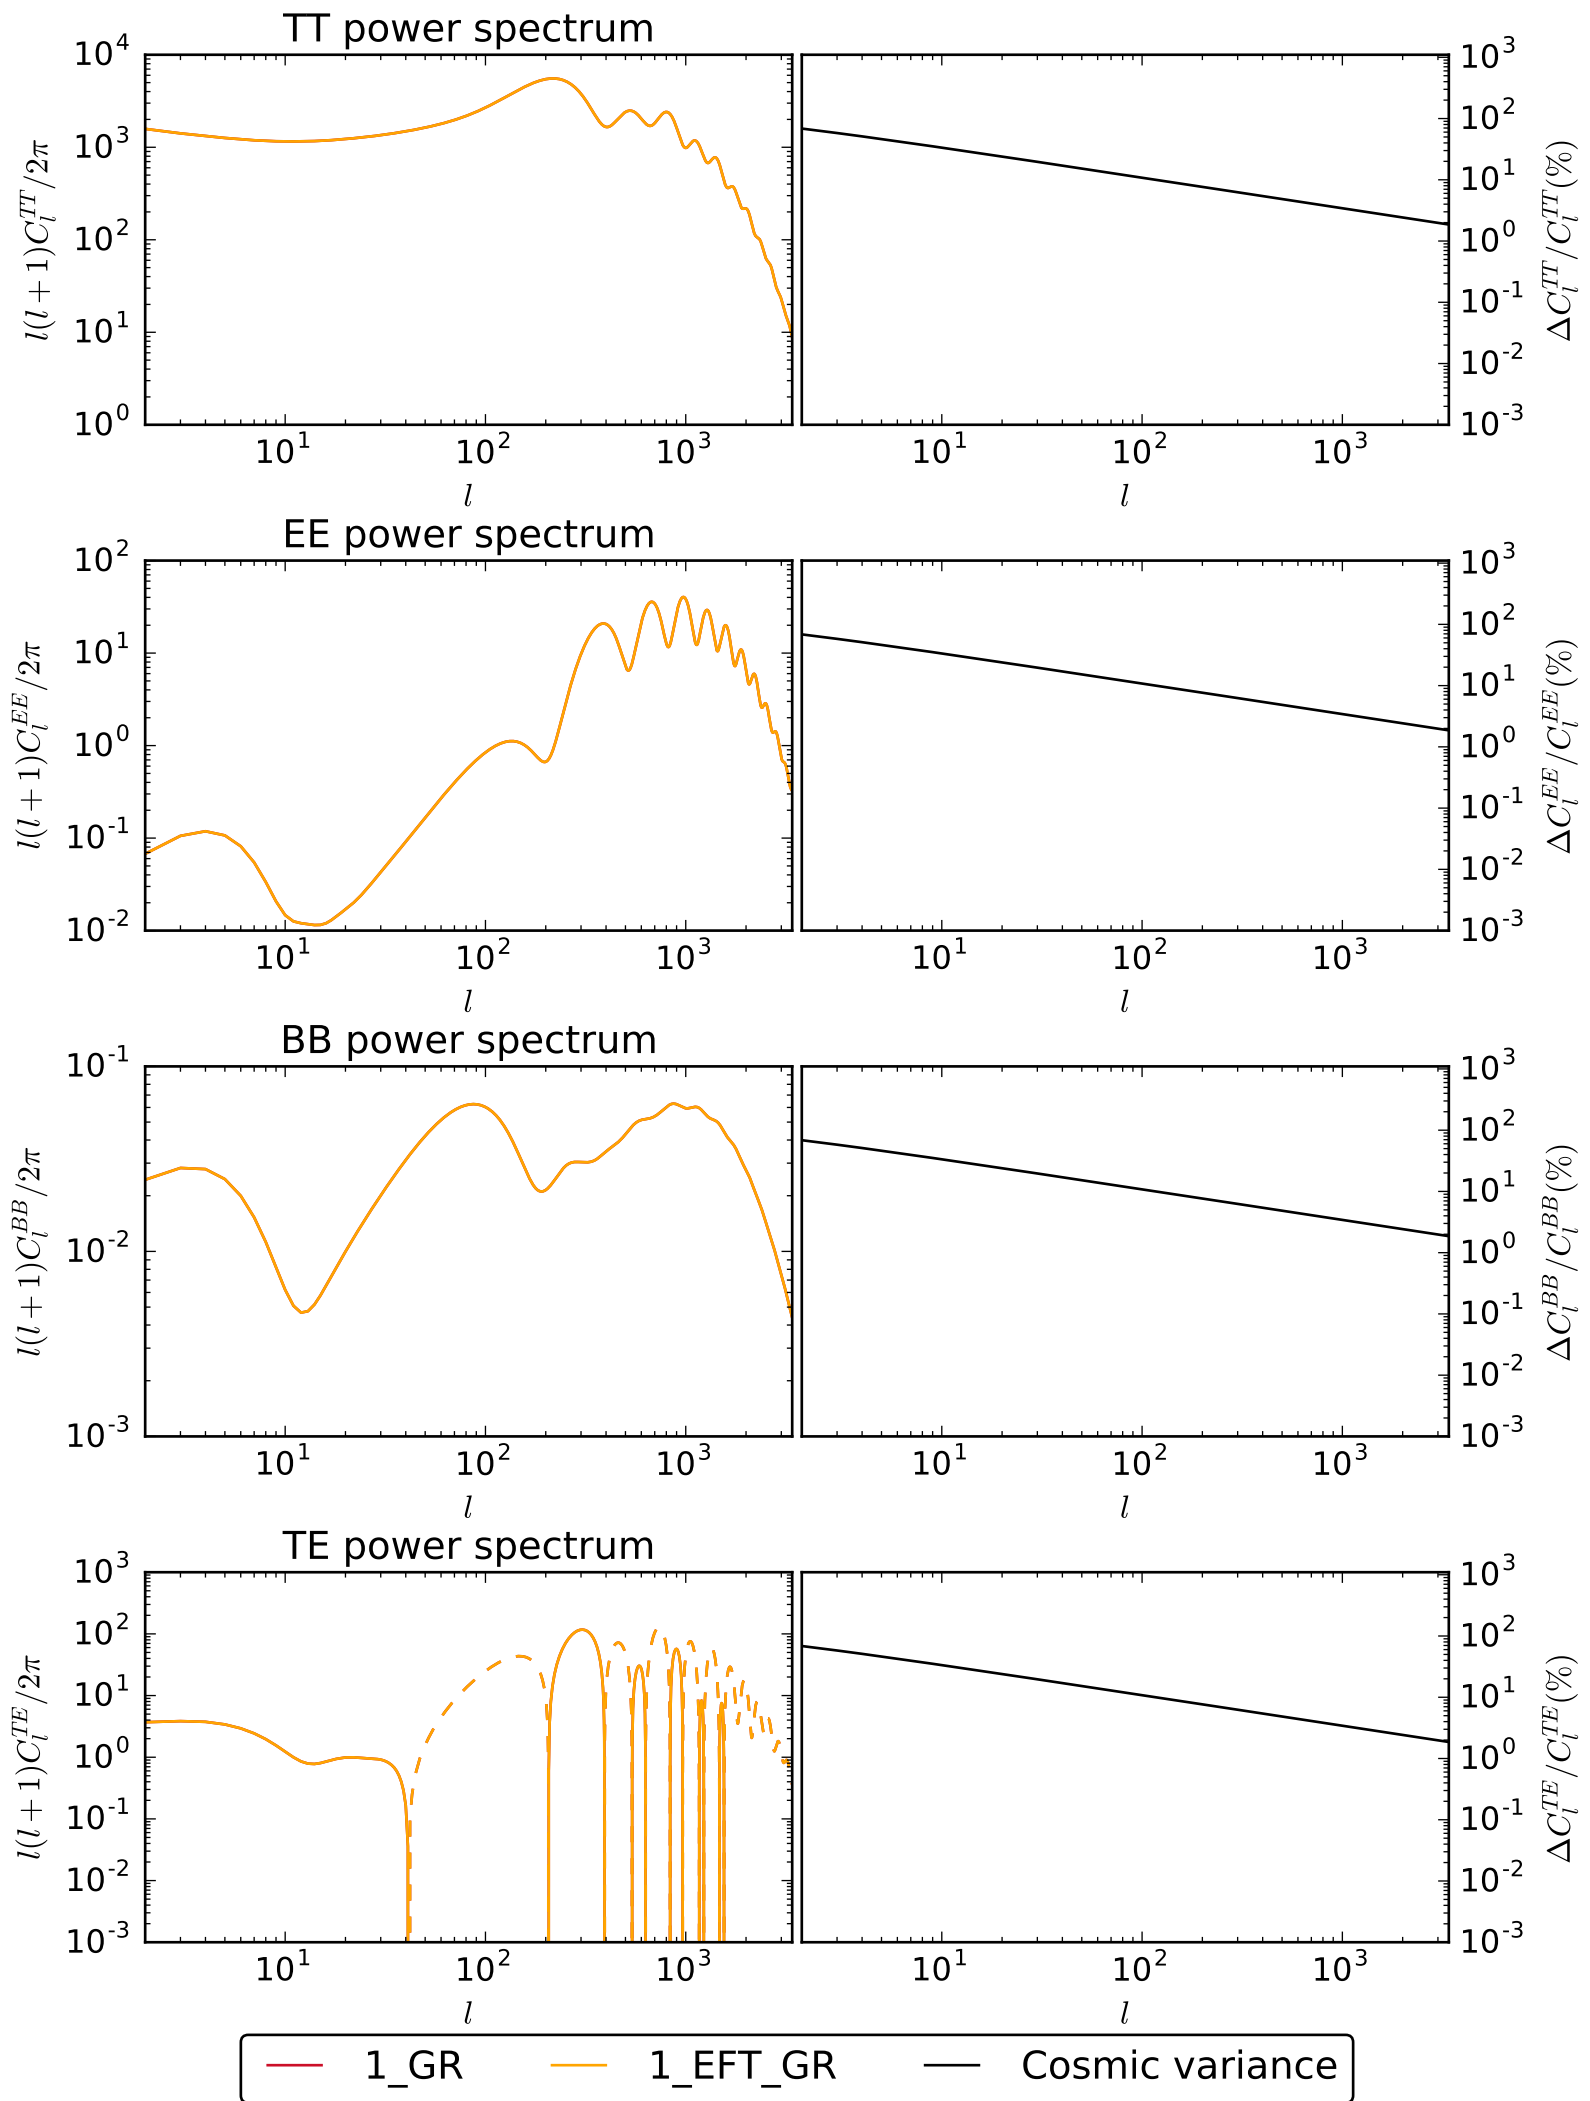 TT power spectrum
10^4
10^3
10^2
10^1
10^0
l(l+1)C_l^{TT}/2π
10^1 10^2 10^3
l
10^3
10^2
10^1
10^0
10^-1
10^-2
10^-3
ΔC_l^{TT}/C_l^{TT}(%)
10^1 10^2 10^3
l
EE power spectrum
10^2
10^1
10^0
10^-1
10^-2
l(l+1)C_l^{EE}/2π
10^1 10^2 10^3
l
10^3
10^2
10^1
10^0
10^-1
10^-2
10^-3
ΔC_l^{EE}/C_l^{EE}(%)
10^1 10^2 10^3
l
BB power spectrum
10^-1
10^-2
10^-3
l(l+1)C_l^{BB}/2π
10^1 10^2 10^3
l
10^3
10^2
10^1
10^0
10^-1
10^-2
10^-3
ΔC_l^{BB}/C_l^{BB}(%)
10^1 10^2 10^3
l
TE power spectrum
10^3
10^2
10^1
10^0
10^-1
10^-2
10^-3
l(l+1)C_l^{TE}/2π
10^1 10^2 10^3
l
10^3
10^2
10^1
10^0
10^-1
10^-2
10^-3
ΔC_l^{TE}/C_l^{TE}(%)
10^1 10^2 10^3
l
1_GR 1_EFT_GR Cosmic variance